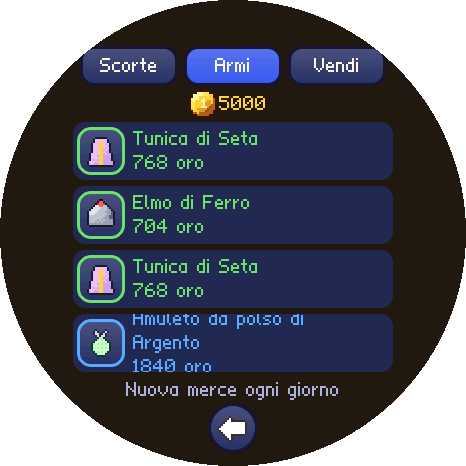 Scorte
Armi
Vendi
5000
Tunica di Seta
768 oro
Elmo di Ferro
704 oro
Tunica di Seta
768 oro
Amuleto da polso di
Argento
1840 oro
Nuova merce ogni giorno